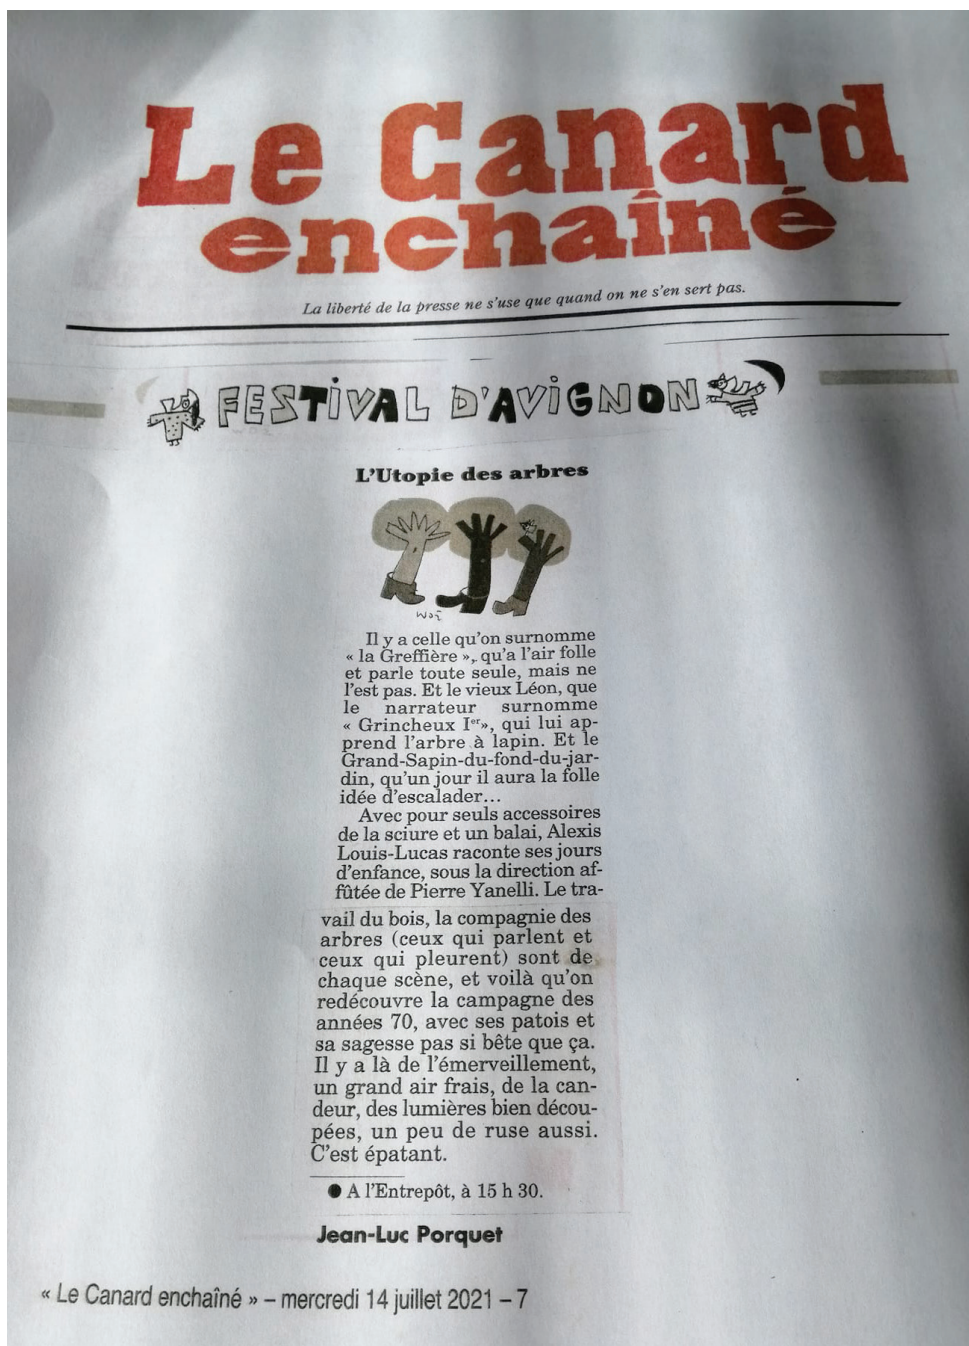 Le Canard
enchaîné
La liberté de la presse ne s'use que quand on ne s'en sert pas.
FESTiVAL D'AViGNON
L'Utopie des arbres
Il y a celle qu'on surnomme
« la Greffière », qu'a l'air folle
et parle toute seule, mais ne
l'est pas. Et le vieux Léon, que
le narrateur surnomme
« Grincheux Ier», qui lui ap-
prend l'arbre à lapin. Et le
Grand-Sapin-du-fond-du-jar-
din, qu'un jour il aura la folle
idée d'escalader...
Avec pour seuls accessoires
de la sciure et un balai, Alexis
Louis-Lucas raconte ses jours
d'enfance, sous la direction af-
fûtée de Pierre Yanelli. Le tra-
vail du bois, la compagnie des
arbres (ceux qui parlent et
ceux qui pleurent) sont de
chaque scène, et voilà qu'on
redécouvre la campagne des
années 70, avec ses patois et
sa sagesse pas si bête que ça.
Il y a là de l'émerveillement,
un grand air frais, de la can-
deur, des lumières bien décou-
pées, un peu de ruse aussi.
C'est épatant.
● A l'Entrepôt, à 15 h 30.
Jean-Luc Porquet
« Le Canard enchaîné » – mercredi 14 juillet 2021 – 7